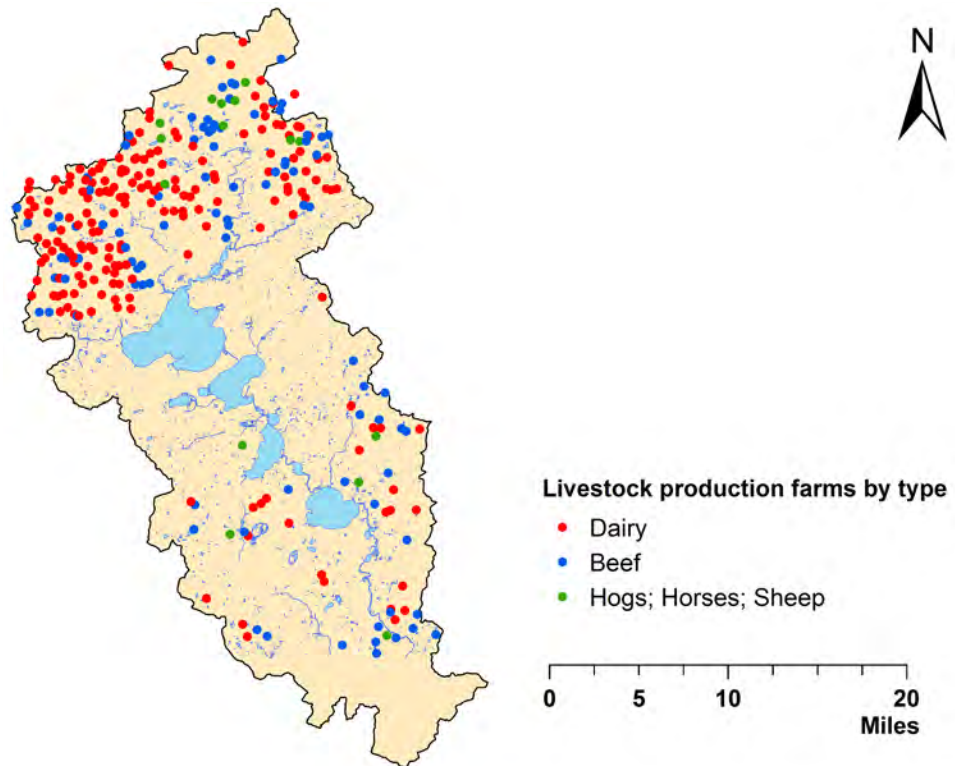 N
Livestock production farms by type
Dairy
Beef
Hogs; Horses; Sheep
0 5 10 20
Miles